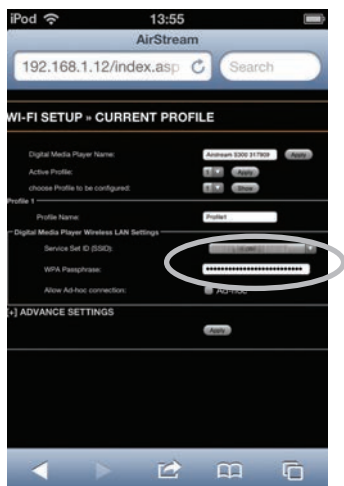 iPod 13:55
AirStream
192.168.1.12/index.asp Search
WI-FI SETUP » CURRENT PROFILE
Digital Media Player Name: Airstream S300 317909 Apply
Active Profile: 1 Apply
choose Profile to be configured: 1 Show
Profile 1
Profile Name: Profile1
Digital Media Player Wireless LAN Settings
Service Set ID (SSID):
WPA Passphrase: ••••••••••••••••••••••••••
Allow Ad-hoc connection: Ad-hoc
[+] ADVANCE SETTINGS
Apply